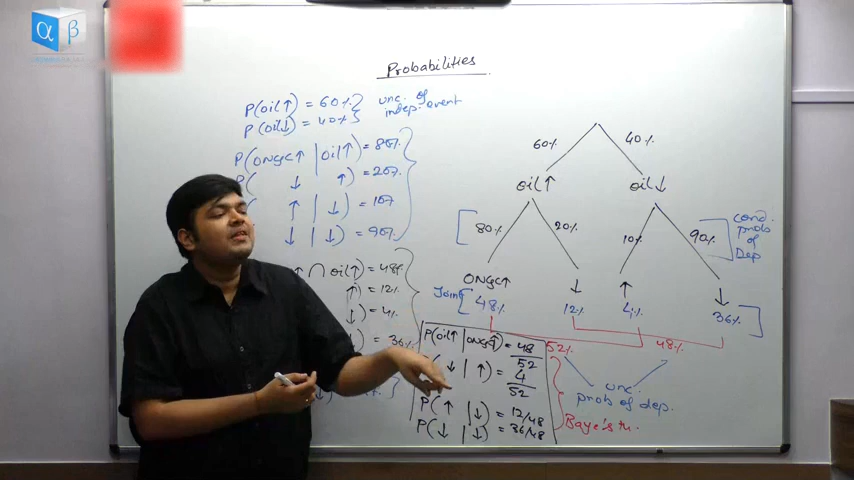 α β
Probabilities
P(oil↑) = 60%
P(oil↓) = 40%
unc. of
indep. event
P(ONGC↑ | oil↑) = 80%
P( ↓ ↑) = 20%
( ↑ | ↓) = 10%
↓ | ↓) = 90%
↑ ∩ oil↑) = 48%
↑) = 12%
↓) = 4%
) = 36%
60% 40%
oil↑ oil↓
80% 20% 10% 90%
cond.
probs
of
Dep
ONGC↑ ↓ ↑ ↓
Joint 48% 12% 4% 36%
52% 48%
unc.
prob of dep.
P(oil↑ | ONGC↑) = 48/52
( ↓ | ↑) = 4/52
P(↑ | ↓) = 12/48
P(↓ | ↓) = 36/48
Baye's th.